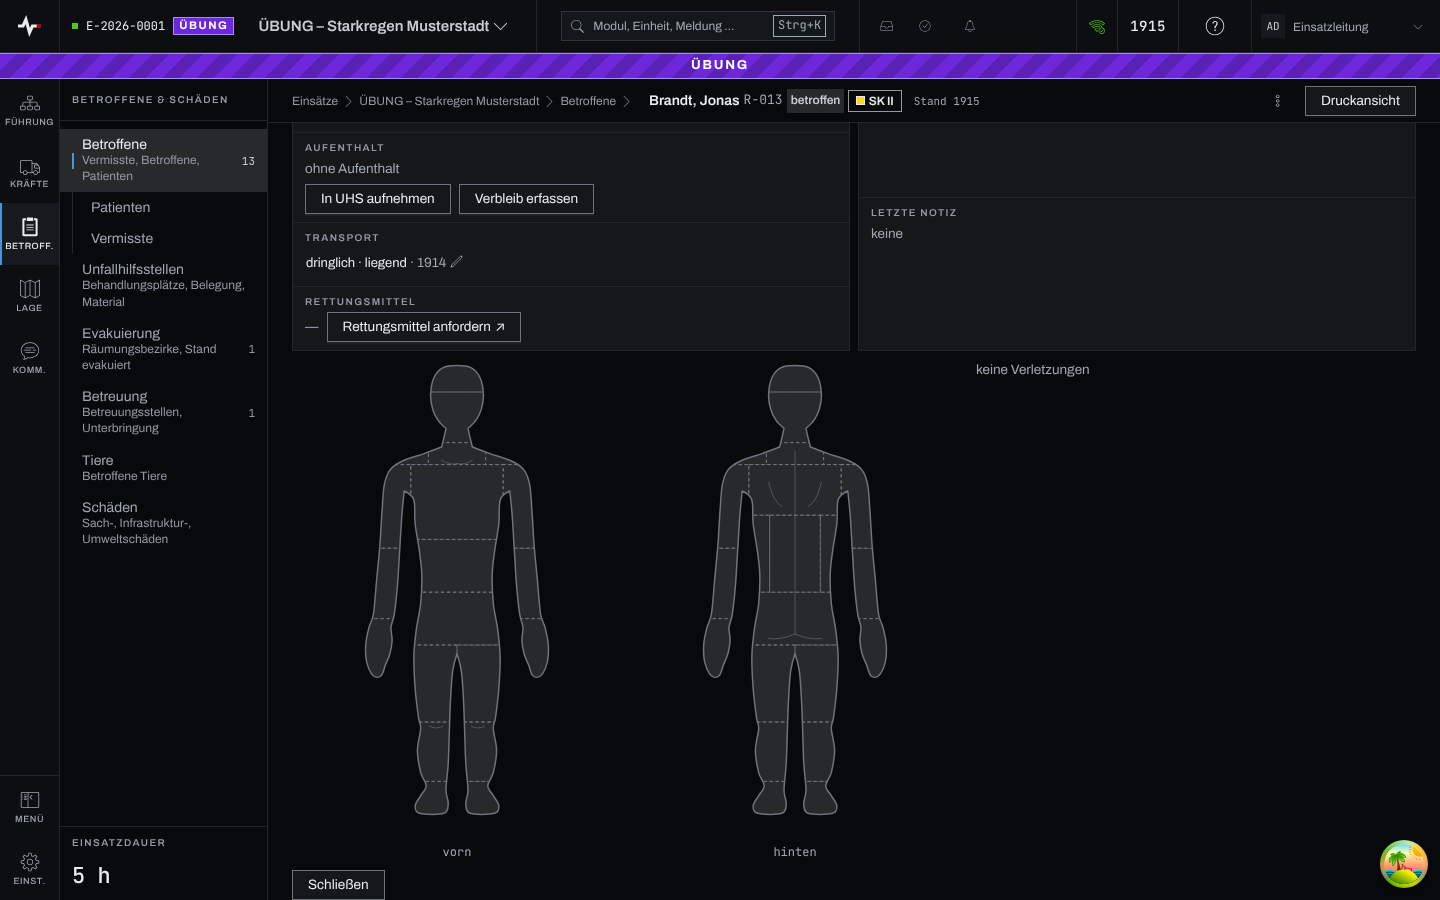 E-2026-0001 ÜBUNG ÜBUNG – Starkregen Musterstadt Modul, Einheit, Meldung ... Strg+K 1915 ? AD Einsatzleitung
ÜBUNG
FÜHRUNG
KRÄFTE
BETROFF.
LAGE
KOMM.
MENÜ
EINST.
BETROFFENE & SCHÄDEN
Betroffene
Vermisste, Betroffene,
Patienten
13
Patienten
Vermisste
Unfallhilfsstellen
Behandlungsplätze, Belegung,
Material
Evakuierung
Räumungsbezirke, Stand
evakuiert
1
Betreuung
Betreuungsstellen,
Unterbringung
1
Tiere
Betroffene Tiere
Schäden
Sach-, Infrastruktur-,
Umweltschäden
EINSATZDAUER
5 h
Einsätze ÜBUNG – Starkregen Musterstadt Betroffene Brandt, Jonas R-013 betroffen SK II Stand 1915 Druckansicht
AUFENTHALT
ohne Aufenthalt
In UHS aufnehmen Verbleib erfassen
TRANSPORT
dringlich · liegend · 1914
RETTUNGSMITTEL
— Rettungsmittel anfordern ↗
LETZTE NOTIZ
keine
keine Verletzungen
vorn hinten
Schließen